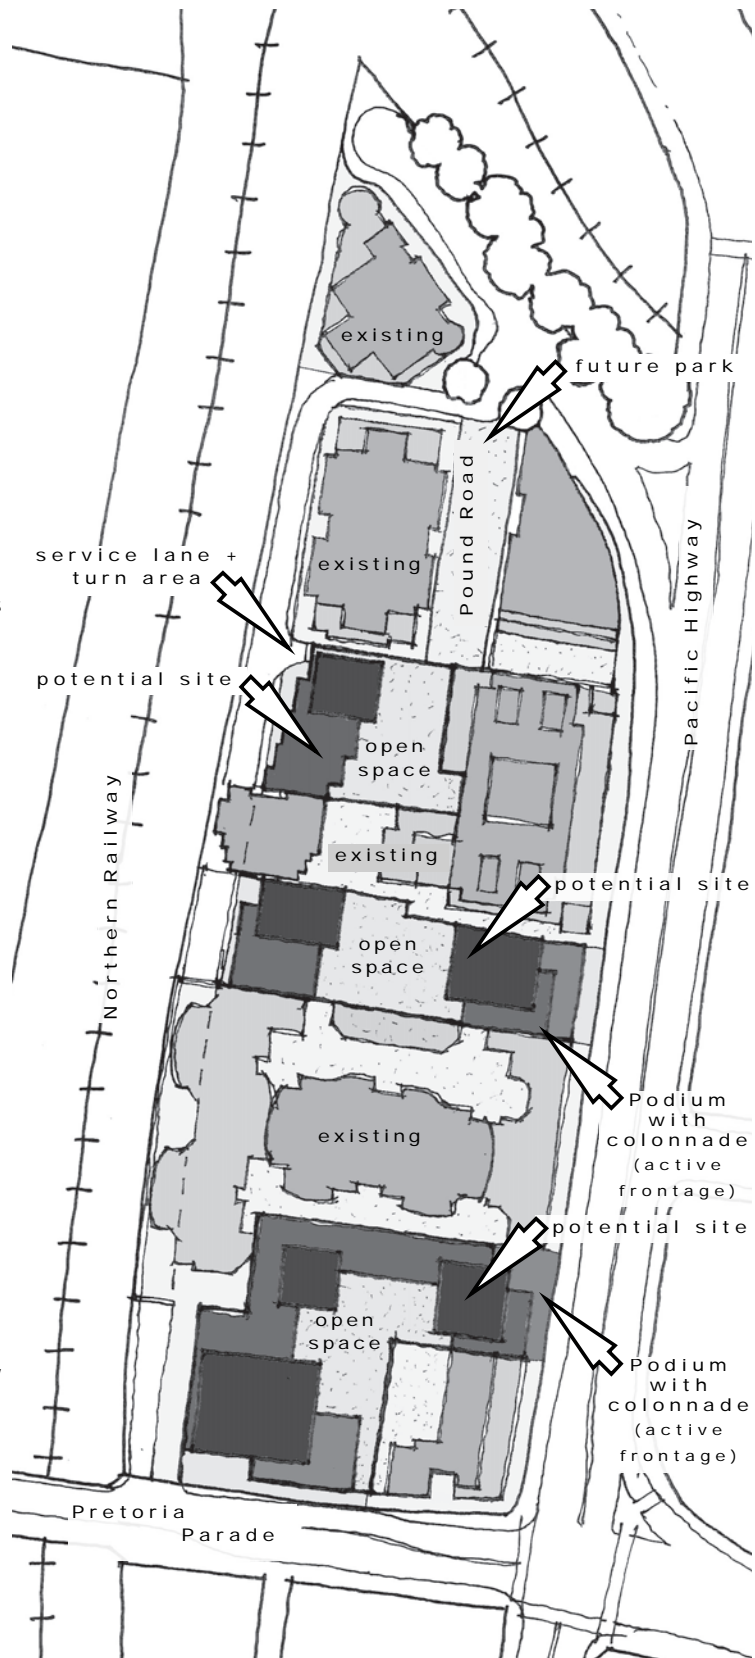 existing
future park
Pound Road
existing
service lane +
turn area
Pacific Highway
potential site
open
space
Northern Railway
existing
potential site
open
space
Podium
with
colonnade
(active
frontage)
existing
potential site
open
space
Podium
with
colonnade
(active
frontage)
Pretoria
Parade